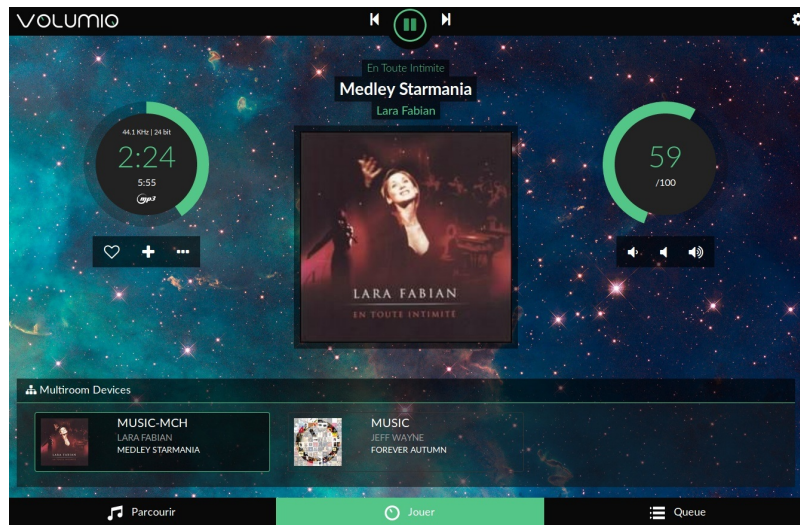 VOLUMIO
En Toute Intimite
Medley Starmania
Lara Fabian
44.1 KHz | 24 bit
2:24
5:55
mp3
59
/100
LARA FABIAN
EN TOUTE INTIMITÉ
Multiroom Devices
MUSIC-MCH
LARA FABIAN
MEDLEY STARMANIA
MUSIC
JEFF WAYNE
FOREVER AUTUMN
LARA FABIAN
Parcourir
Jouer
Queue